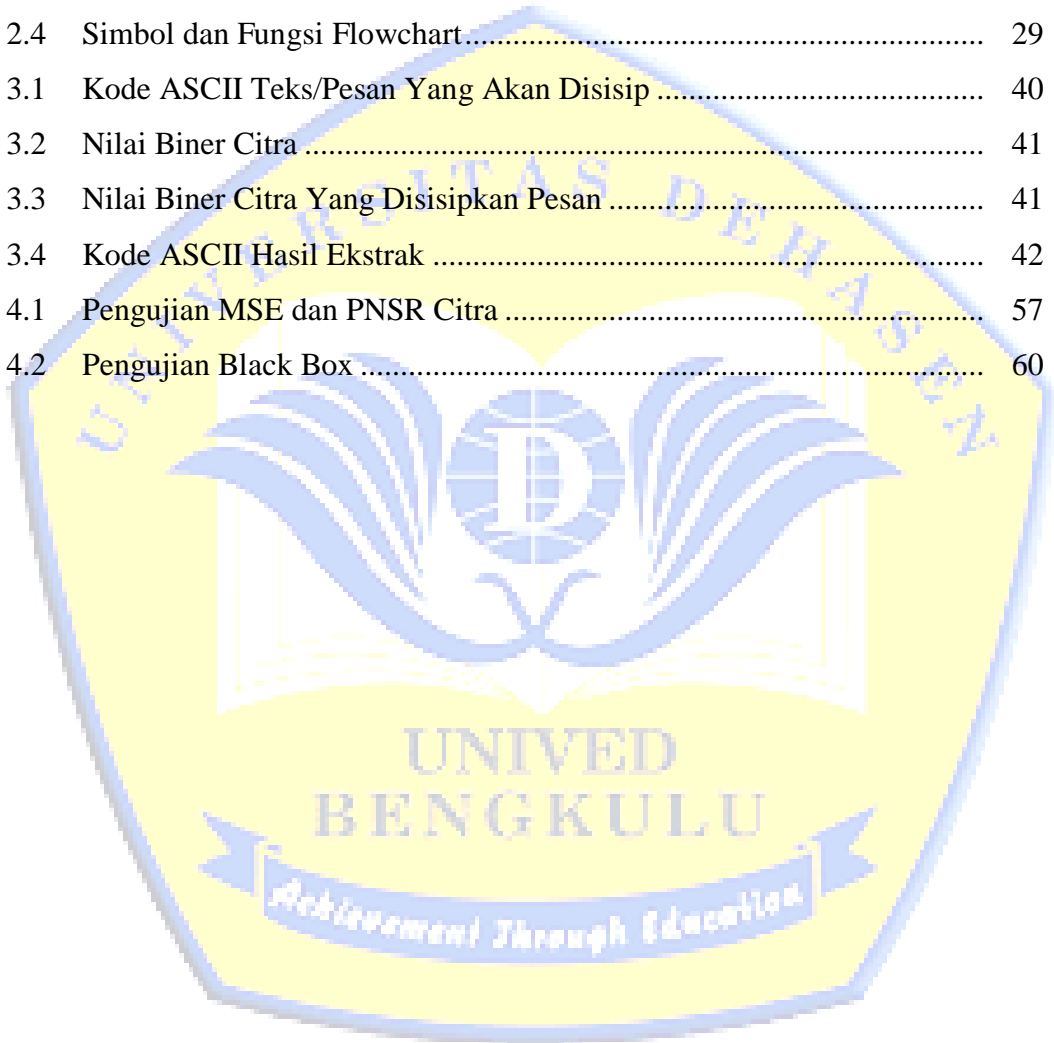 2.4 Simbol dan Fungsi Flowchart.................................................................... 29
3.1 Kode ASCII Teks/Pesan Yang Akan Disisip ........................................... 40
3.2 Nilai Biner Citra ......................................................................................... 41
3.3 Nilai Biner Citra Yang Disisipkan Pesan .................................................. 41
3.4 Kode ASCII Hasil Ekstrak ......................................................................... 42
4.1 Pengujian MSE dan PNSR Citra ............................................................... 57
4.2 Pengujian Black Box .................................................................................. 60
UNIVERSITAS DEHASEN
D
UNIVED
BENGKULU
Achievement Through Education